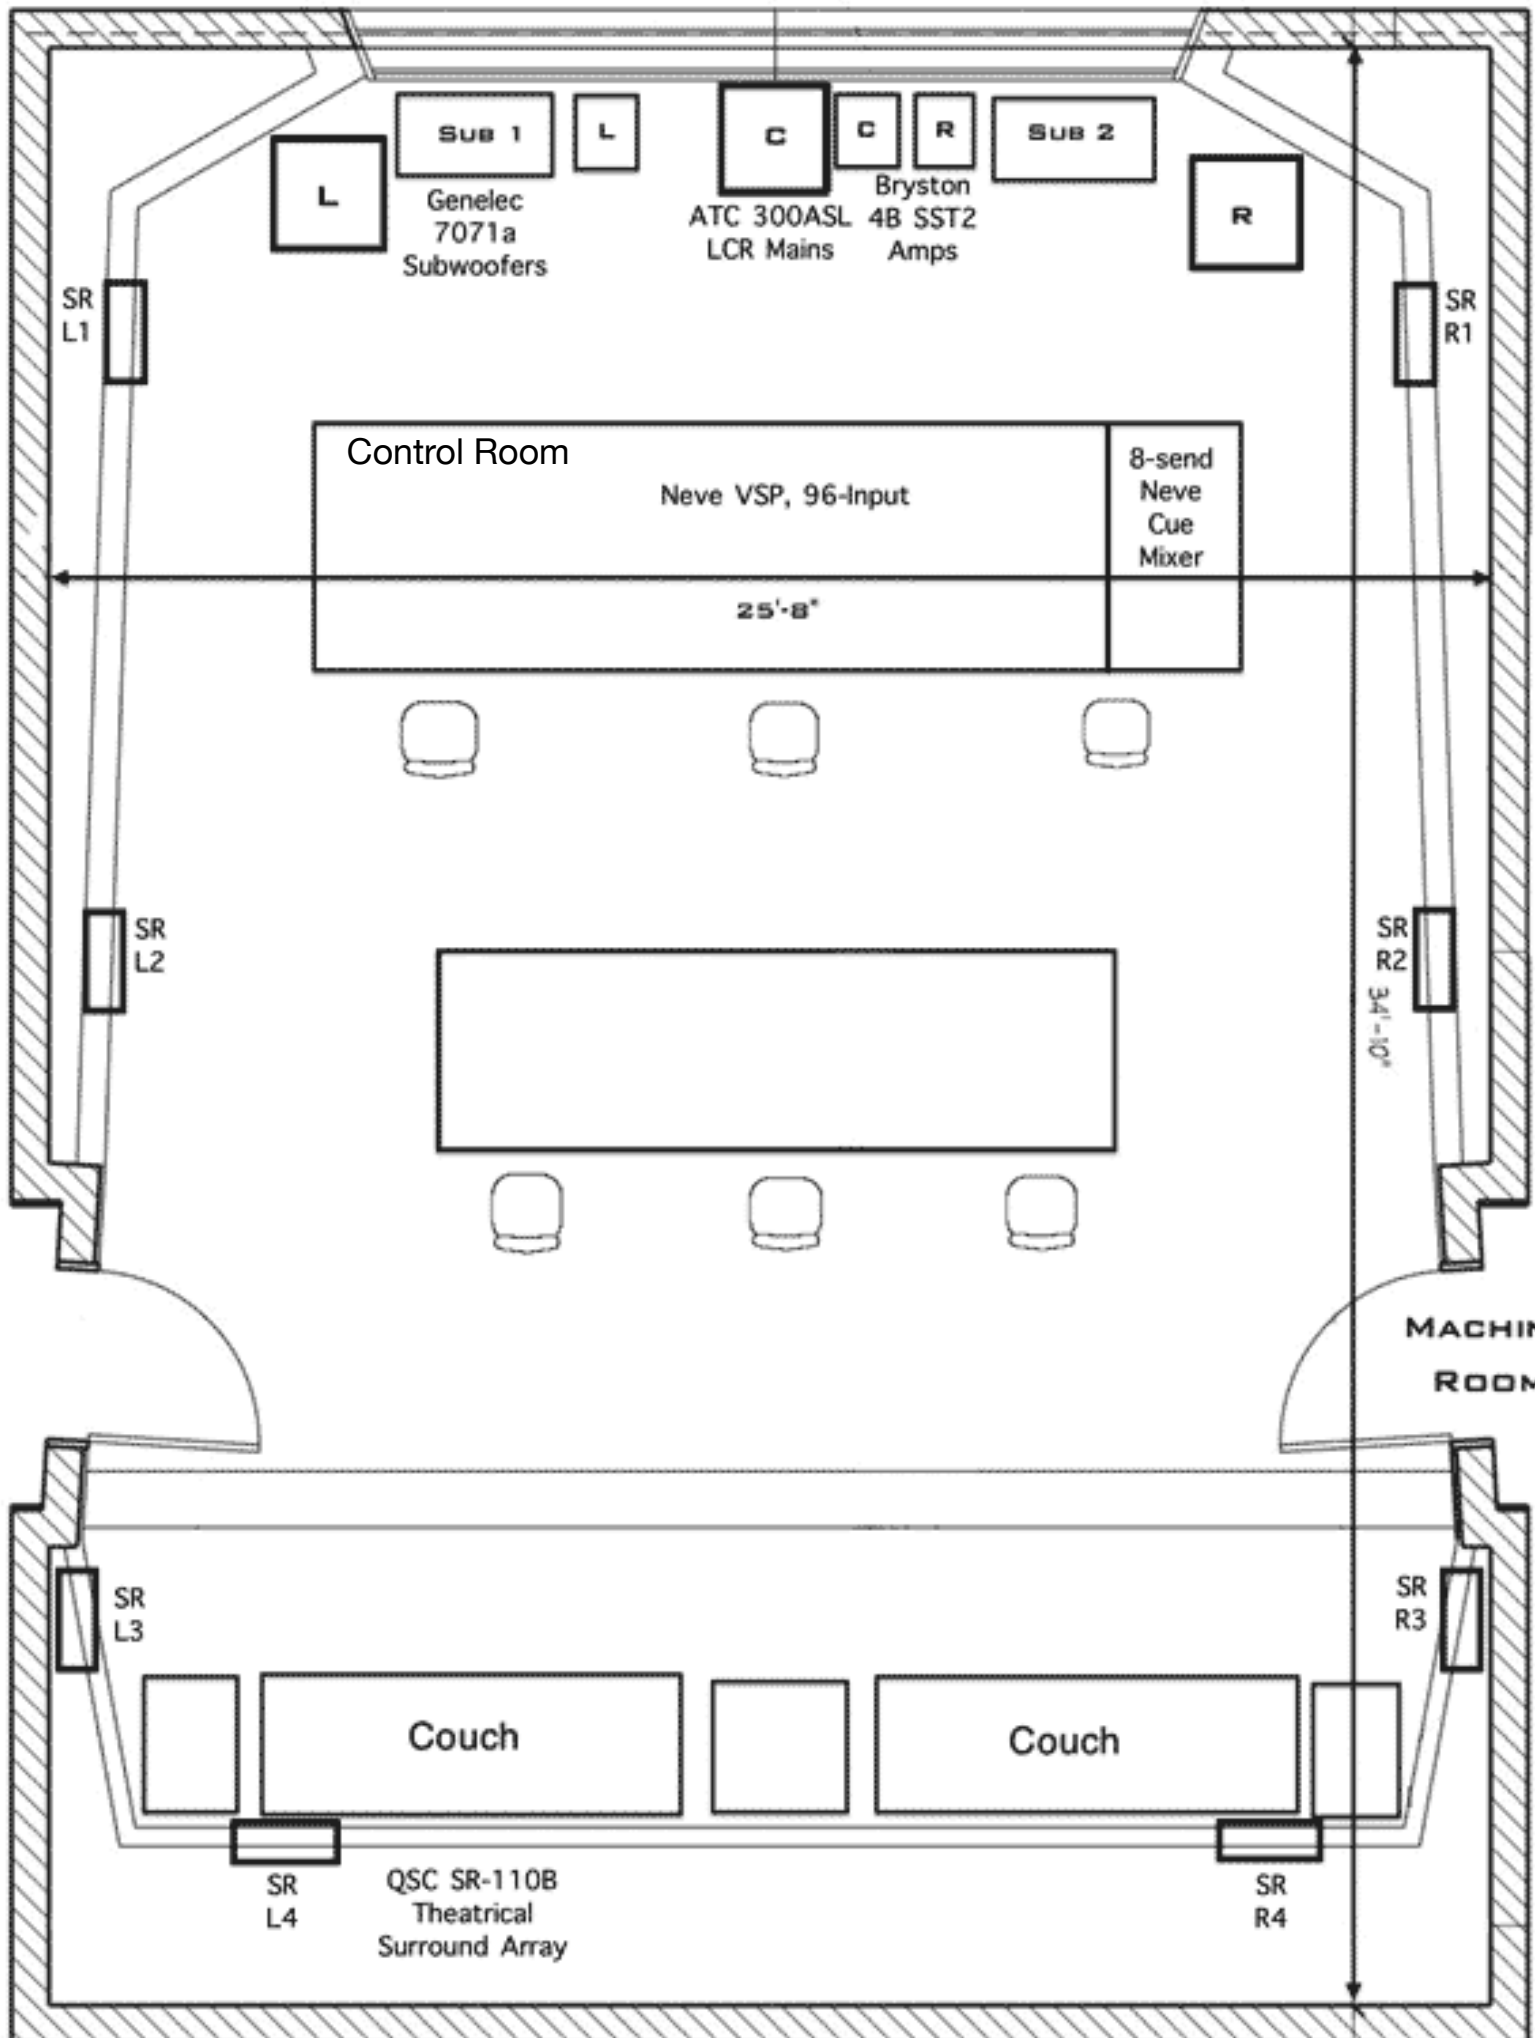 Sub 1
L
C
C
R
Sub 2
L
R
Genelec
7071a
Subwoofers
ATC 300ASL
LCR Mains
Bryston
4B SST2
Amps
SR
L1
SR
R1
Control Room
Neve VSP, 96-Input
8-send
Neve
Cue
Mixer
25'-8"
SR
L2
SR
R2
34'-10"
Machin
Room
SR
L3
SR
R3
Couch
Couch
SR
L4
QSC SR-110B
Theatrical
Surround Array
SR
R4